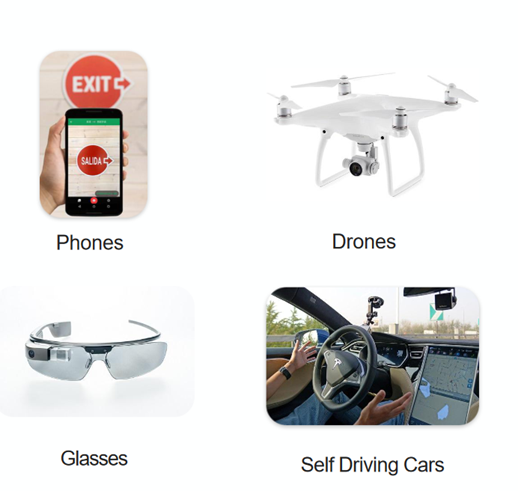 EXIT
SALIDA
Phones
Drones
Glasses
Self Driving Cars